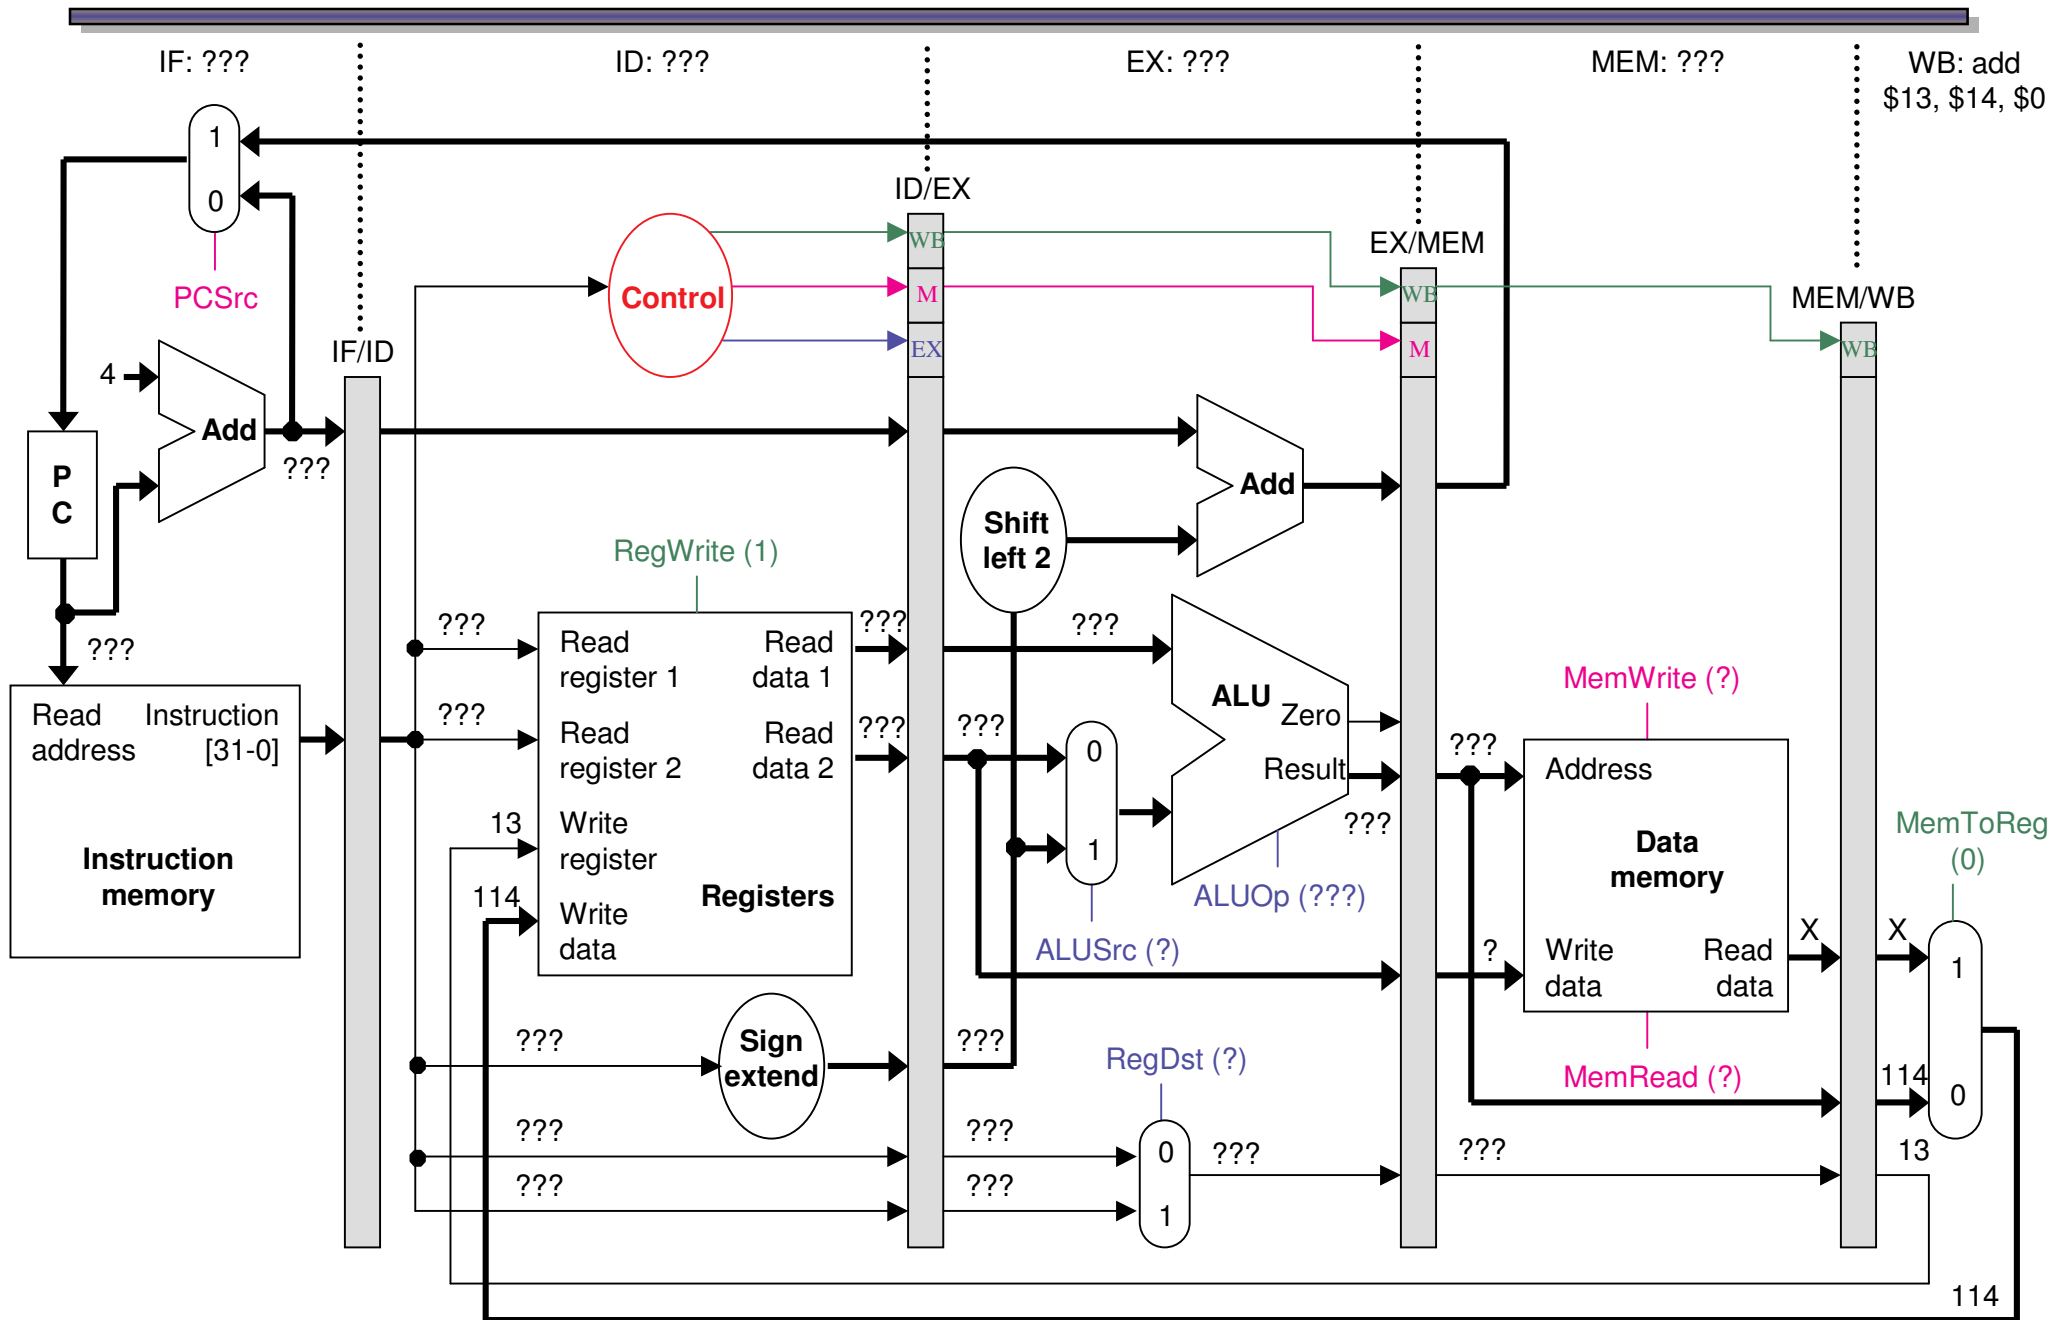 IF: ???
ID: ???
EX: ???
MEM: ???
WB: add
$13, $14, $0
1
0
PCSrc
ID/EX
WB
M
EX
Control
EX/MEM
WB
M
MEM/WB
WB
IF/ID
4
Add
???
P
C
???
Add
Shift
left 2
RegWrite (1)
???
Read
register 1
Read
data 1
???
???
???
Read
register 2
Read
data 2
???
???
13
Write
register
114
Write
data
Registers
Read
address
Instruction
[31-0]
Instruction
memory
0
1
ALUSrc (?)
ALU
Zero
Result
???
ALUOp (???)
MemWrite (?)
???
Address
Data
memory
?
Write
data
Read
data
X
X
MemRead (?)
MemToReg
(0)
1
0
114
13
???
Sign
extend
???
RegDst (?)
???
???
0
1
???
???
???
???
114